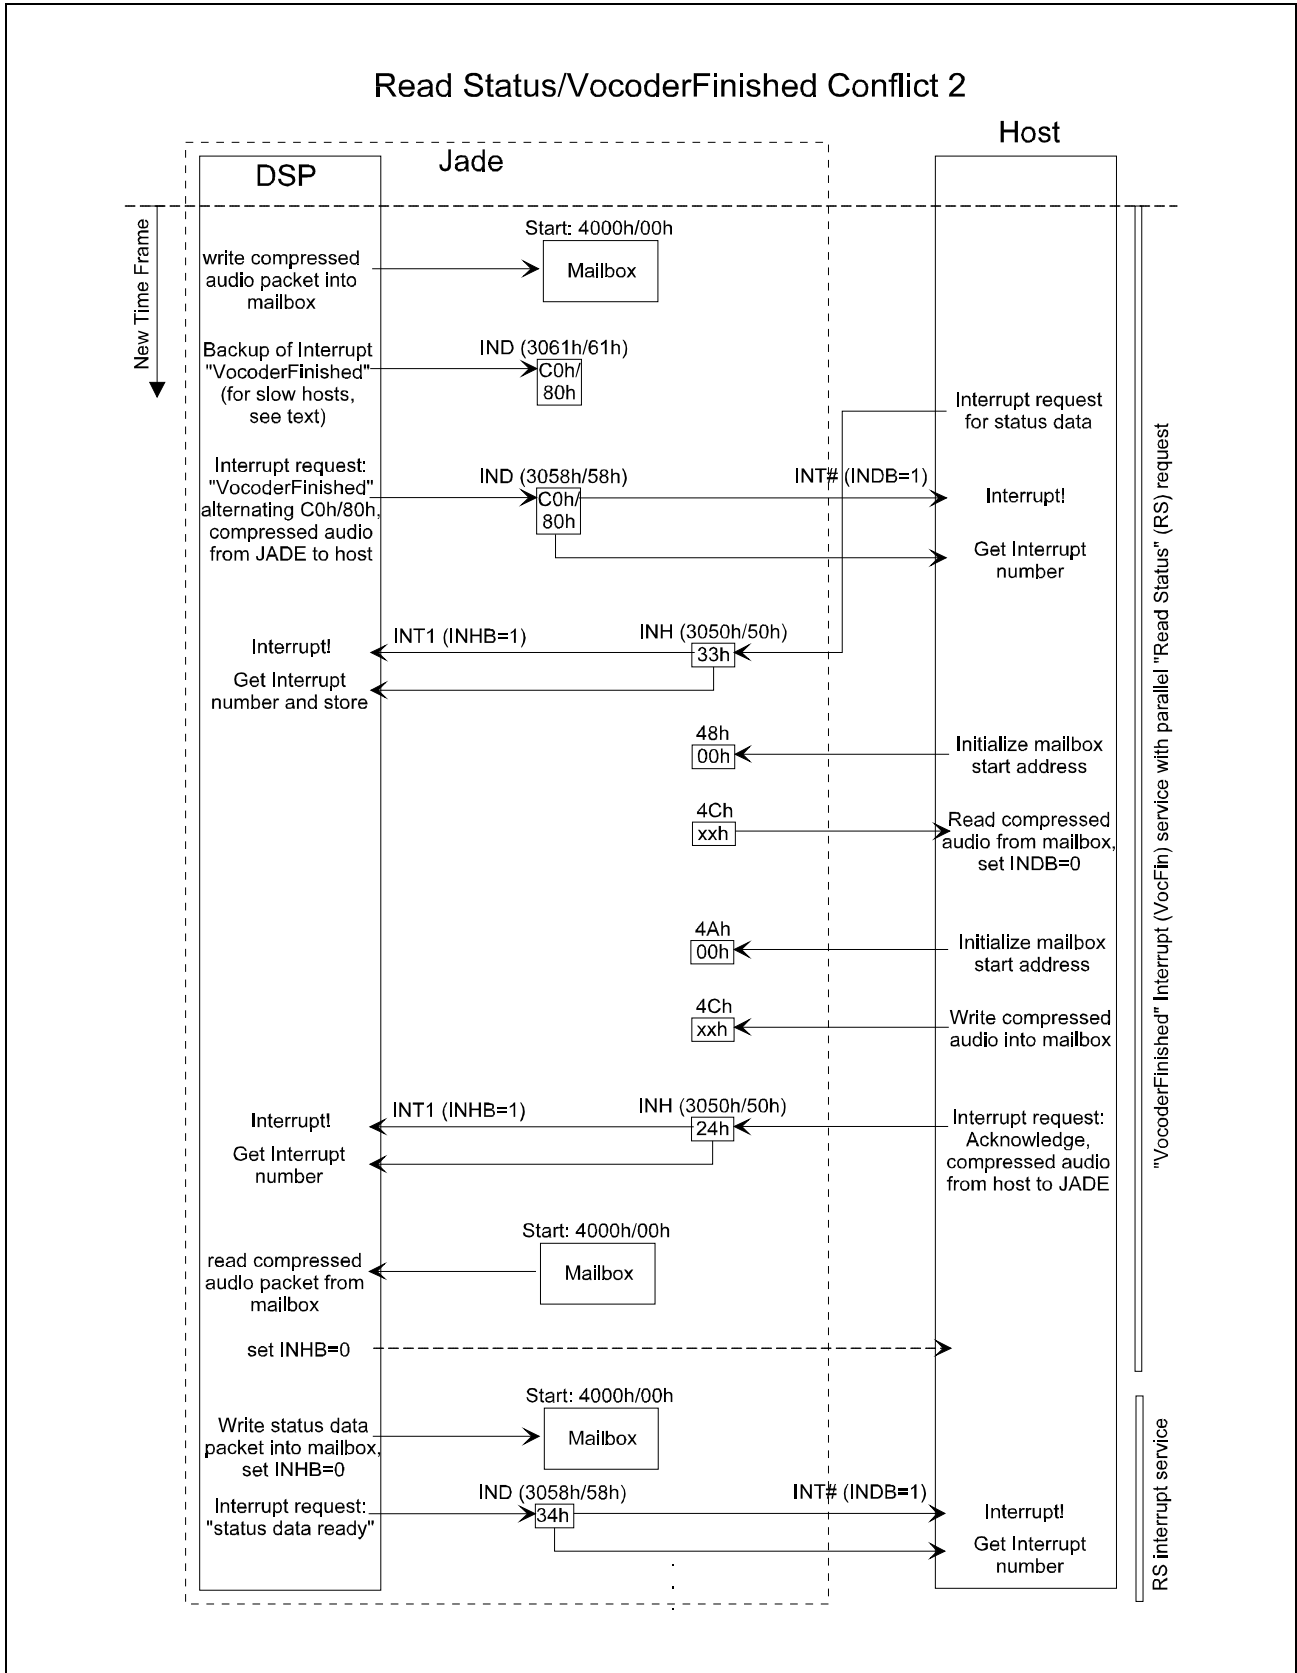 Read Status/VocoderFinished Conflict 2
Host
Jade
DSP
New Time Frame
Start: 4000h/00h
write compressed
audio packet into
mailbox
Mailbox
Backup of Interrupt
"VocoderFinished"
(for slow hosts,
see text)
IND (3061h/61h)
C0h/
80h
Interrupt request
for status data
Interrupt request:
"VocoderFinished"
alternating C0h/80h,
compressed audio
from JADE to host
IND (3058h/58h)
C0h/
80h
INT# (INDB=1)
Interrupt!
Get Interrupt
number
Interrupt!
INT1 (INHB=1)
INH (3050h/50h)
33h
Get Interrupt
number and store
48h
00h
Initialize mailbox
start address
4Ch
xxh
Read compressed
audio from mailbox,
set INDB=0
4Ah
00h
Initialize mailbox
start address
4Ch
xxh
Write compressed
audio into mailbox
Interrupt!
INT1 (INHB=1)
INH (3050h/50h)
24h
Get Interrupt
number
Interrupt request:
Acknowledge,
compressed audio
from host to JADE
Start: 4000h/00h
read compressed
audio packet from
mailbox
Mailbox
set INHB=0
Start: 4000h/00h
Write status data
packet into mailbox,
set INHB=0
Mailbox
Interrupt request:
"status data ready"
IND (3058h/58h)
34h
INT# (INDB=1)
Interrupt!
Get Interrupt
number
"VocoderFinished" Interrupt (VocFin) service with parallel "Read Status" (RS) request
RS interrupt service